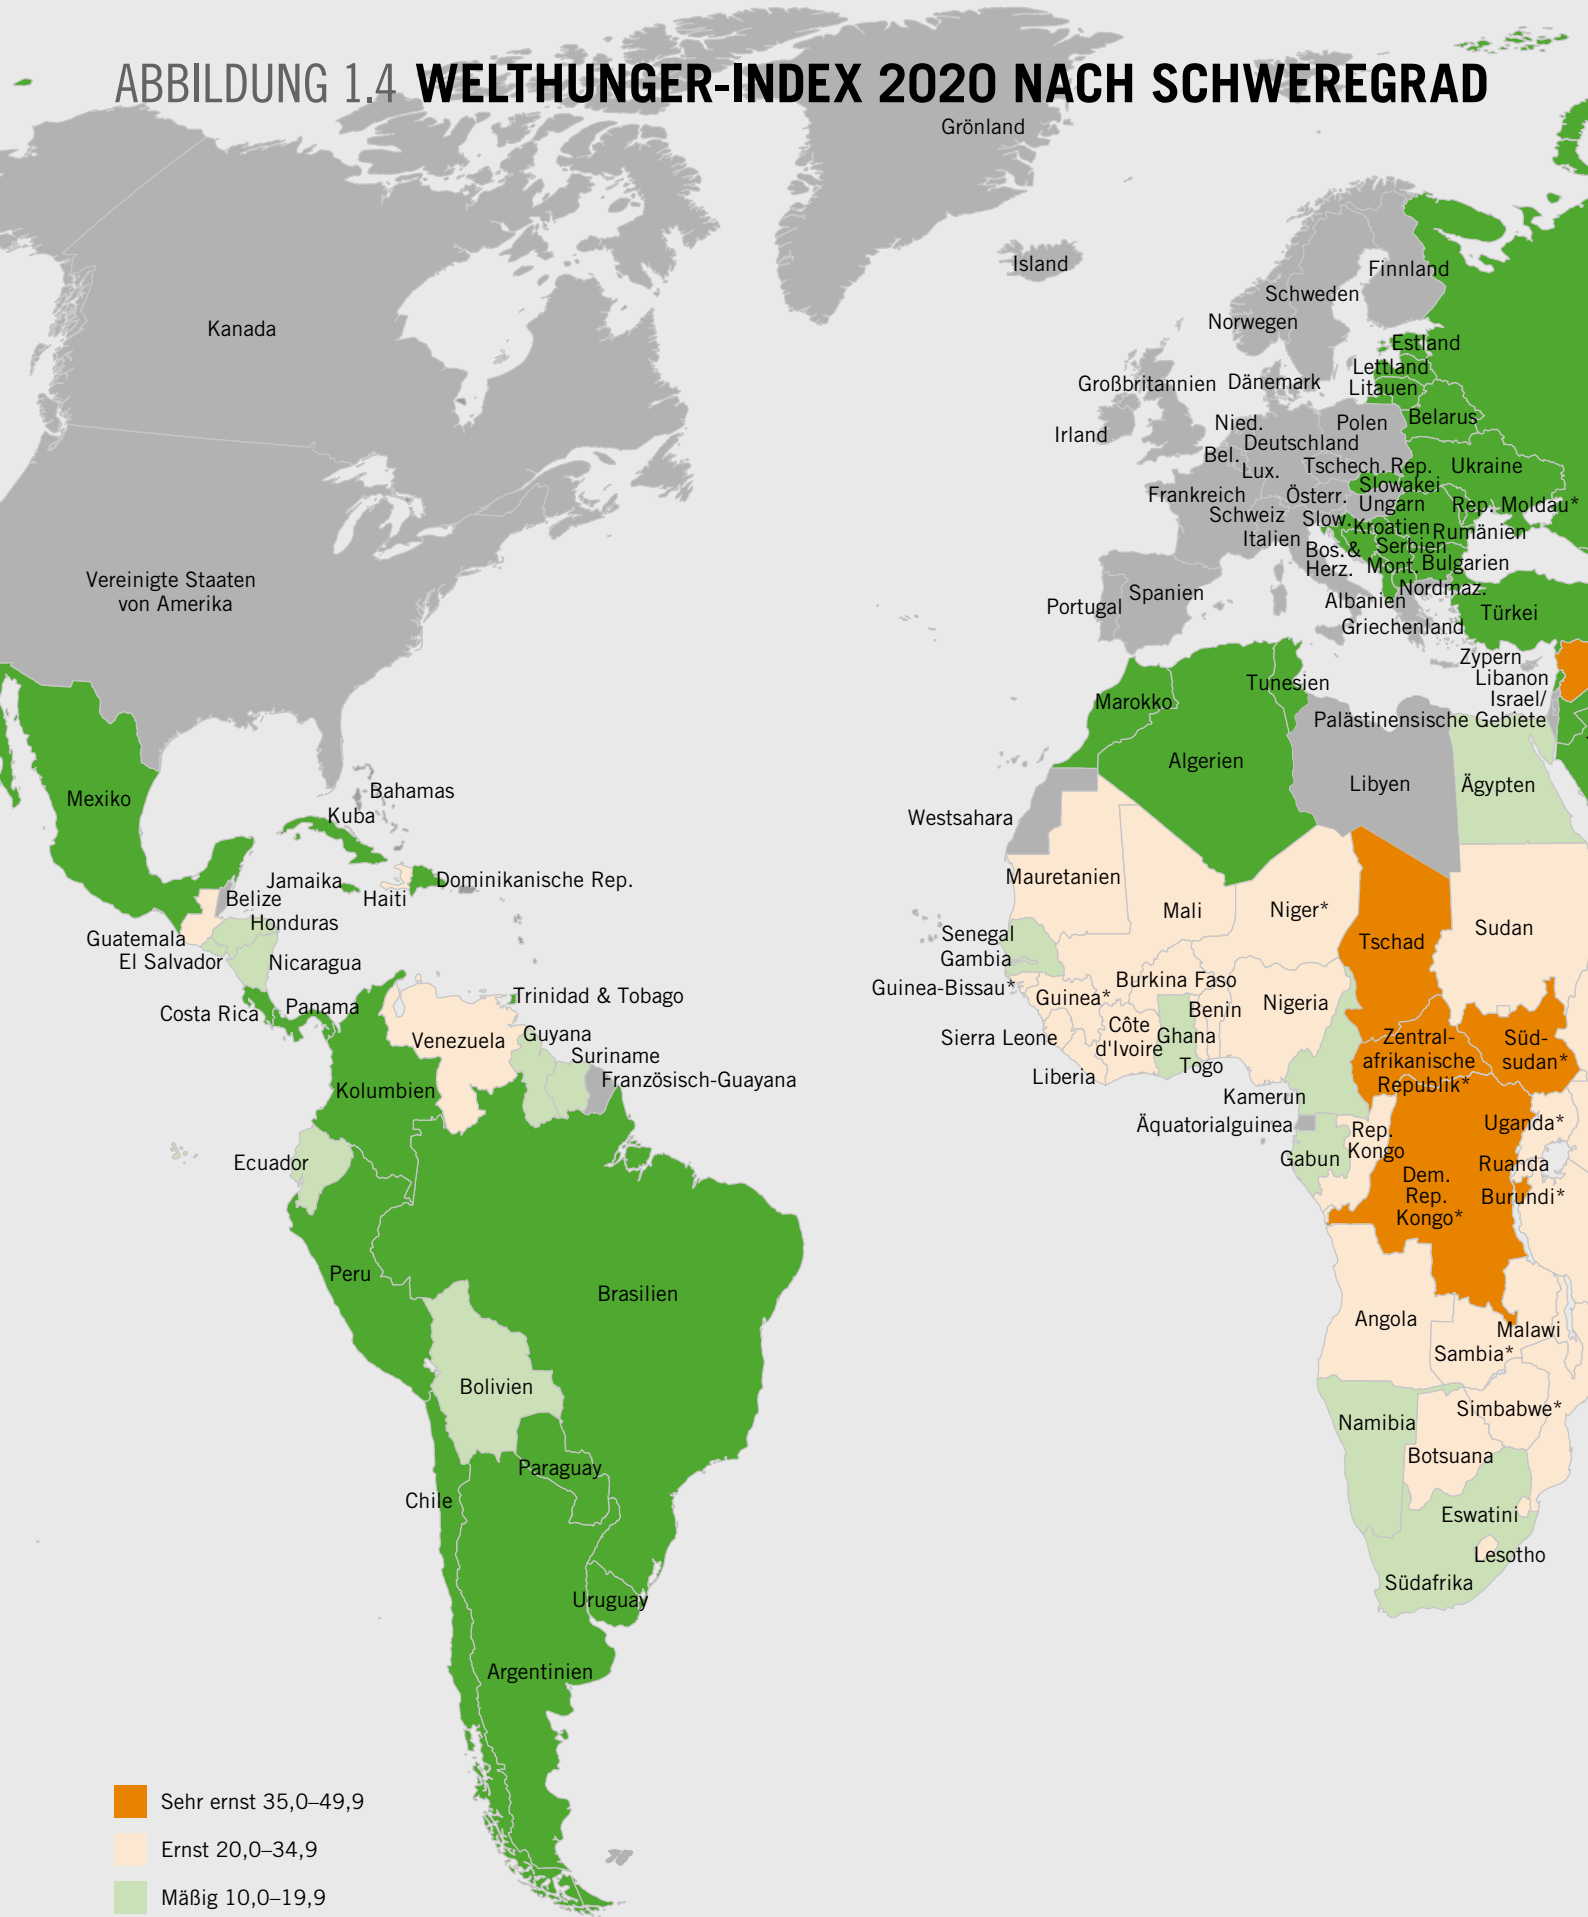 ABBILDUNG 1.4 WELTHUNGER-INDEX 2020 NACH SCHWEREGRAD
Grönland
Island
Finnland
Schweden
Norwegen
Kanada
Estland
Lettland
Litauen
Großbritannien
Dänemark
Belarus
Irland
Nied.
Polen
Deutschland
Bel.
Lux.
Tschech. Rep.
Ukraine
Slowakei
Frankreich
Österr.
Ungarn
Rep. Moldau*
Schweiz
Slow.
Kroatien
Rumänien
Italien
Serbien
Bos.&
Herz.
Mont.
Bulgarien
Nordmaz.
Vereinigte Staaten
von Amerika
Portugal
Spanien
Albanien
Türkei
Griechenland
Zypern
Libanon
Israel/
Palästinensische Gebiete
Marokko
Tunesien
Algerien
Libyen
Ägypten
Mexiko
Bahamas
Kuba
Westsahara
Jamaika
Haiti
Dominikanische Rep.
Belize
Honduras
Guatemala
El Salvador
Nicaragua
Costa Rica
Panama
Trinidad & Tobago
Venezuela
Guyana
Suriname
Französisch-Guayana
Kolumbien
Ecuador
Peru
Brasilien
Bolivien
Paraguay
Chile
Uruguay
Argentinien
Mauretanien
Mali
Niger*
Tschad
Sudan
Senegal
Gambia
Guinea-Bissau*
Guinea*
Burkina Faso
Benin
Nigeria
Sierra Leone
Côte
d'Ivoire
Ghana
Togo
Liberia
Zentral-
afrikanische
Republik*
Süd-
sudan*
Kamerun
Äquatorialguinea
Gabun
Rep.
Kongo
Uganda*
Ruanda
Dem.
Rep.
Kongo*
Burundi*
Angola
Malawi
Sambia*
Simbabwe*
Namibia
Botsuana
Eswatini
Lesotho
Südafrika
Sehr ernst 35,0–49,9
Ernst 20,0–34,9
Mäßig 10,0–19,9